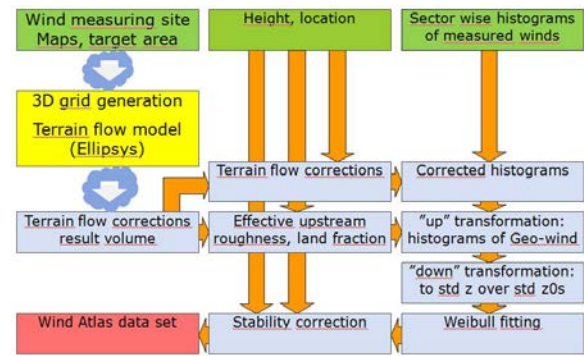 Wind measuring site
Maps, target area
Height, location
Sector wise histograms
of measured winds
3D grid generation
Terrain flow model
(Ellipsys)
Terrain flow corrections
Corrected histograms
Terrain flow corrections
result volume
Effective upstream
roughness, land fraction
"up" transformation:
histograms of Geo-wind
"down" transformation:
to std z over std z0s
Wind Atlas data set
Stability correction
Weibull fitting